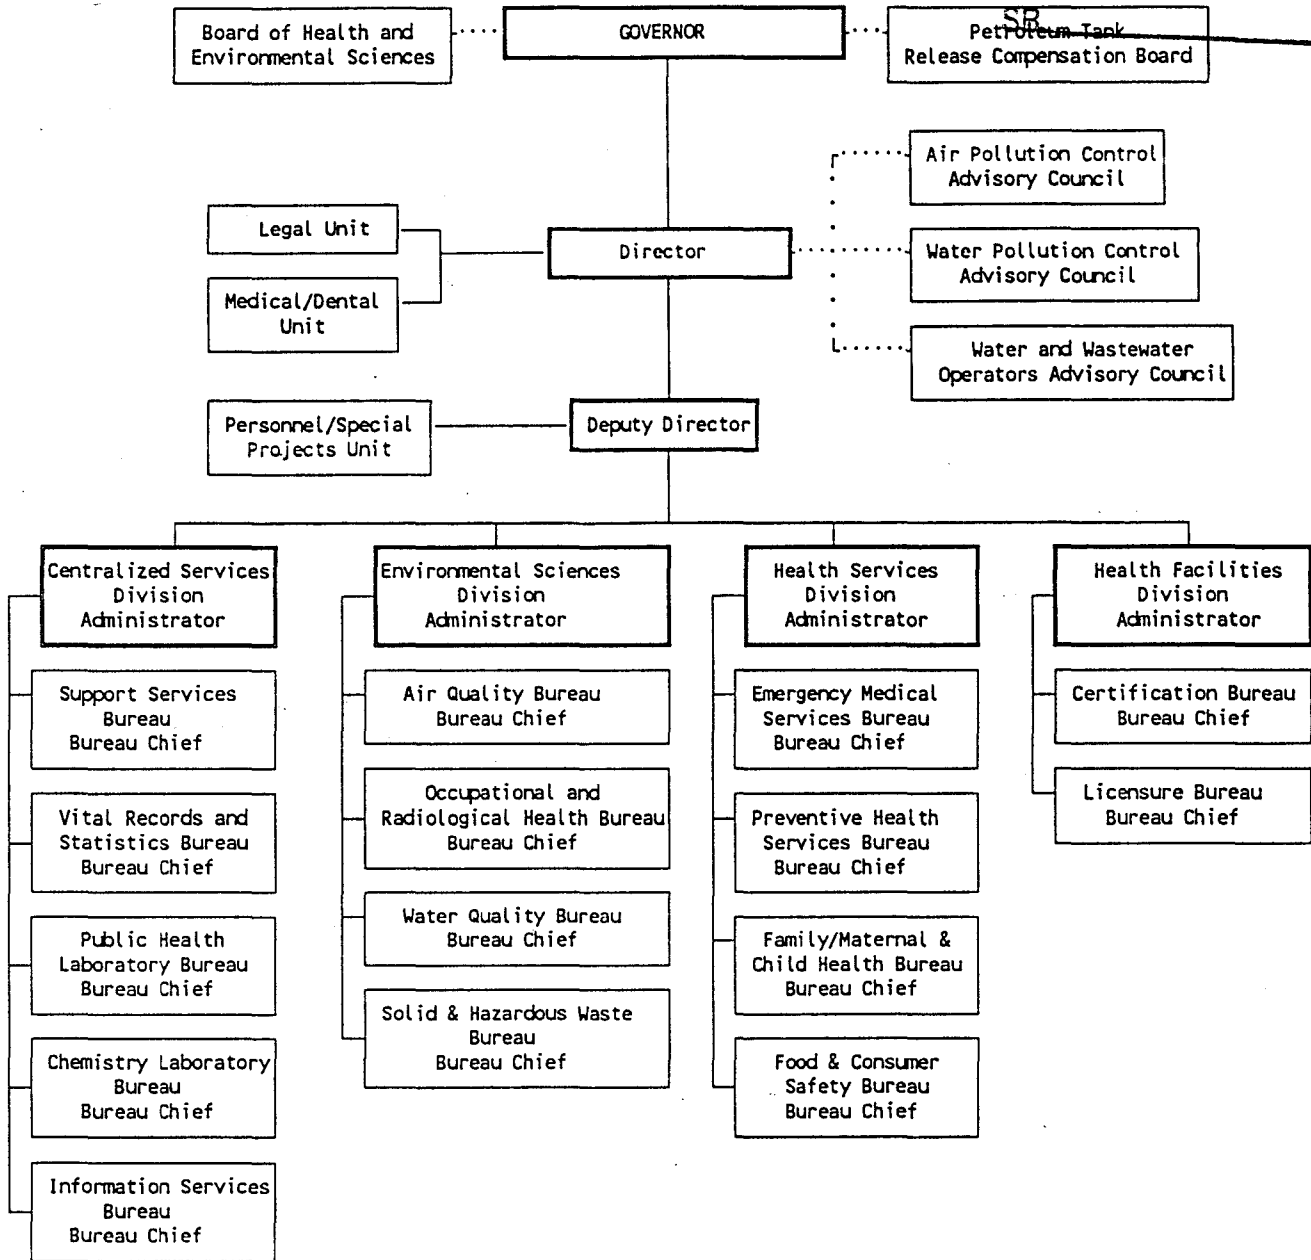 Board of Health and
Environmental Sciences
GOVERNOR
SB
Petroleum Tank
Release Compensation Board
Air Pollution Control
Advisory Council
Legal Unit
Director
Water Pollution Control
Advisory Council
Medical/Dental
Unit
Water and Wastewater
Operators Advisory Council
Personnel/Special
Projects Unit
Deputy Director
Centralized Services
Division
Administrator
Support Services
Bureau
Bureau Chief
Vital Records and
Statistics Bureau
Bureau Chief
Public Health
Laboratory Bureau
Bureau Chief
Chemistry Laboratory
Bureau
Bureau Chief
Information Services
Bureau
Bureau Chief
Environmental Sciences
Division
Administrator
Air Quality Bureau
Bureau Chief
Occupational and
Radiological Health Bureau
Bureau Chief
Water Quality Bureau
Bureau Chief
Solid & Hazardous Waste
Bureau
Bureau Chief
Health Services
Division
Administrator
Emergency Medical
Services Bureau
Bureau Chief
Preventive Health
Services Bureau
Bureau Chief
Family/Maternal &
Child Health Bureau
Bureau Chief
Food & Consumer
Safety Bureau
Bureau Chief
Health Facilities
Division
Administrator
Certification Bureau
Bureau Chief
Licensure Bureau
Bureau Chief